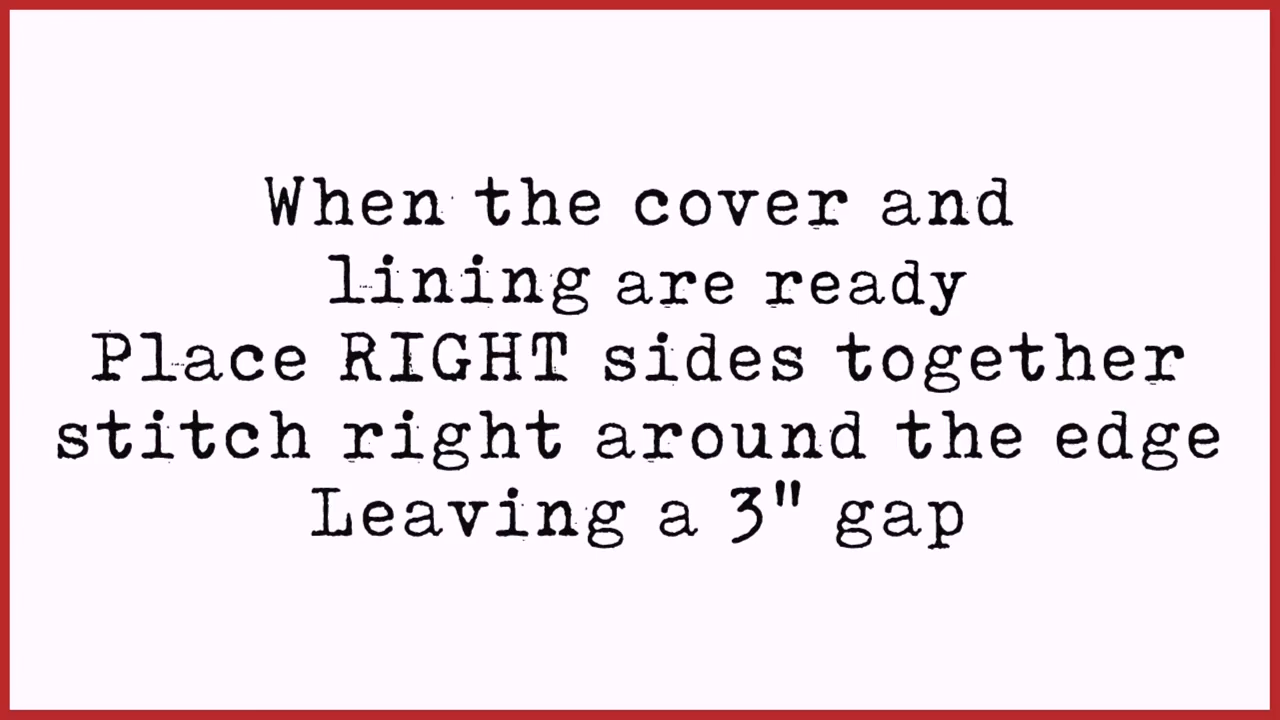 When the cover and
lining are ready
Place RIGHT sides together
stitch right around the edge
Leaving a 3" gap